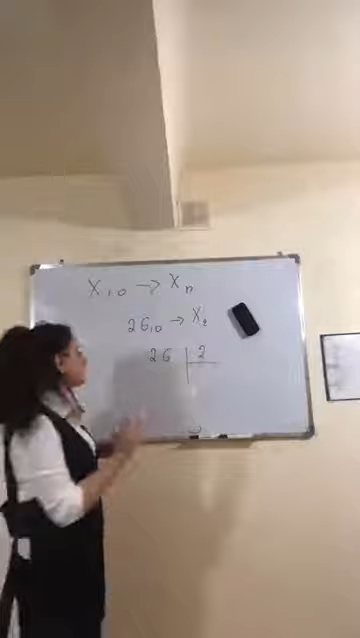 X₁₀ → Xₙ
26₁₀ → X₂
26 | 2